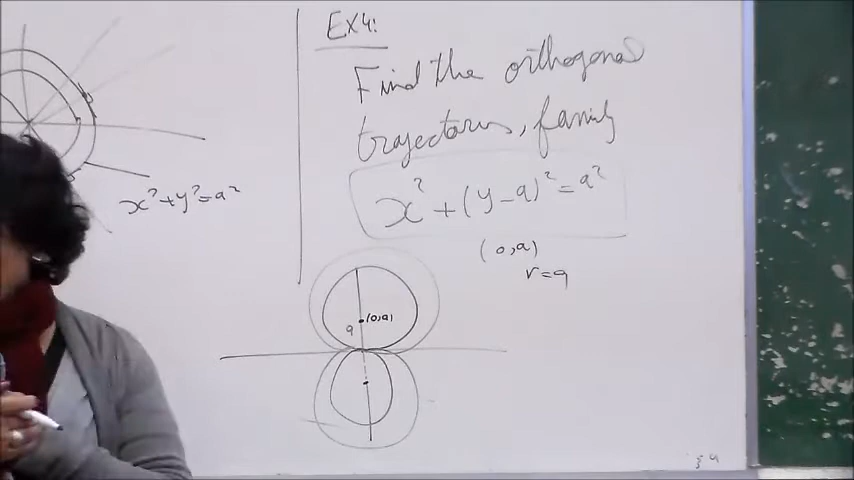 x² + y² = a²
EX4:
Find the orthogonal
trajectories, family
x² + (y - a)² = a²
(0,a)
r=a
(0,a)
a